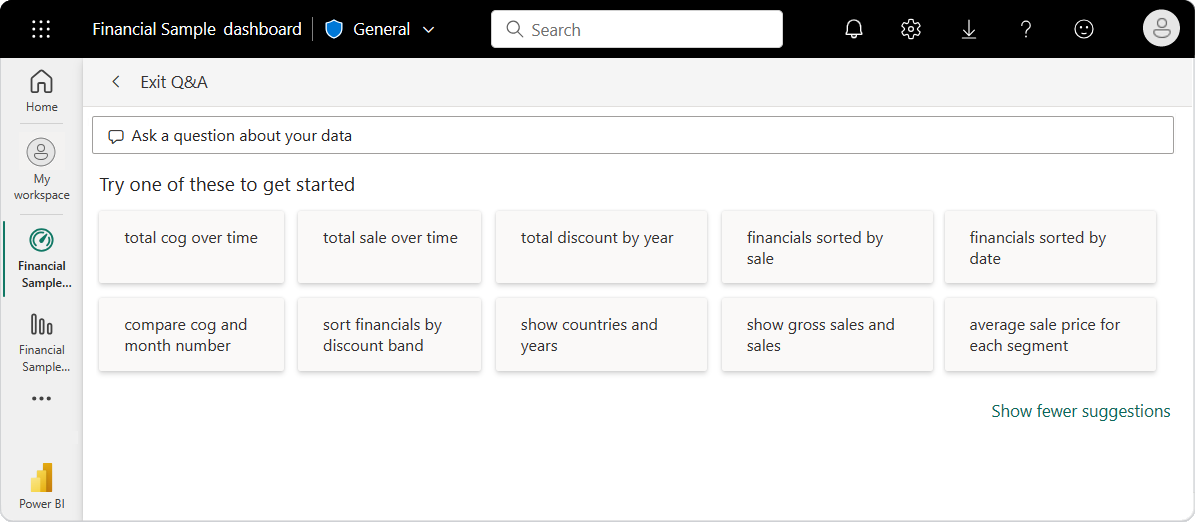 Financial Sample dashboard
General
Search
Home
My
workspace
Financial
Sample...
Financial
Sample...
Power BI
Exit Q&A
Ask a question about your data
Try one of these to get started
total cog over time
total sale over time
total discount by year
financials sorted by
sale
financials sorted by
date
compare cog and
month number
sort financials by
discount band
show countries and
years
show gross sales and
sales
average sale price for
each segment
Show fewer suggestions